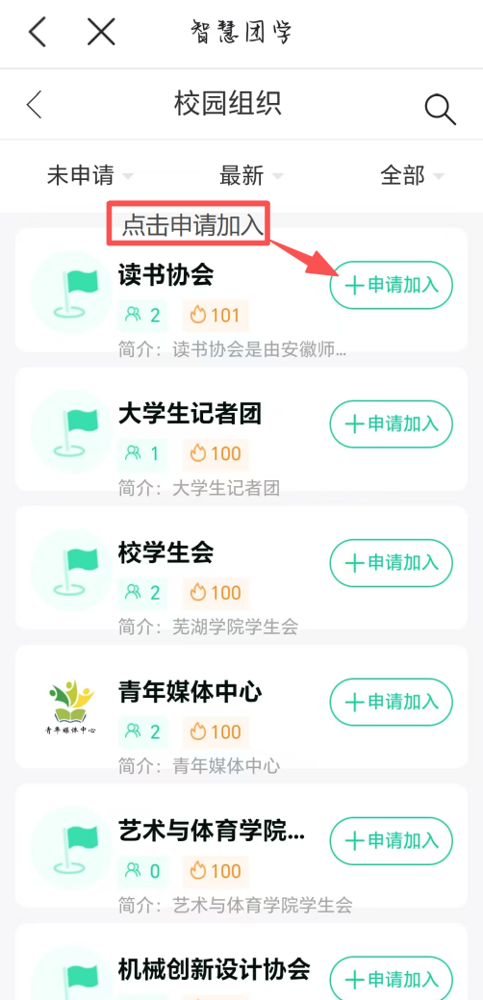 智慧团学
校园组织
未申请 最新 全部
点击申请加入
读书协会
2 101
十申请加入
简介：读书协会是由安徽师...
大学生记者团
1 100
十申请加入
简介：大学生记者团
校学生会
2 100
十申请加入
简介：芜湖学院学生会
青年媒体中心
青年媒体中心
2 100
十申请加入
简介：青年媒体中心
艺术与体育学院...
0 100
十申请加入
简介：艺术与体育学院学生会
机械创新设计协会
十申请加入